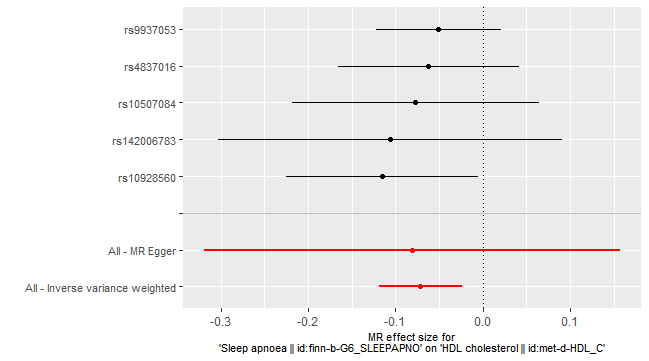 rs9937053
rs4837016
rs10507084
rs142006783
rs10928560
All - MR Egger
All - Inverse variance weighted
-0.3
-0.2
-0.1
0.0
0.1
MR effect size for
'Sleep apnoea || id:finn-b-G6_SLEEPAPNO' on 'HDL cholesterol || id:met-d-HDL_C'